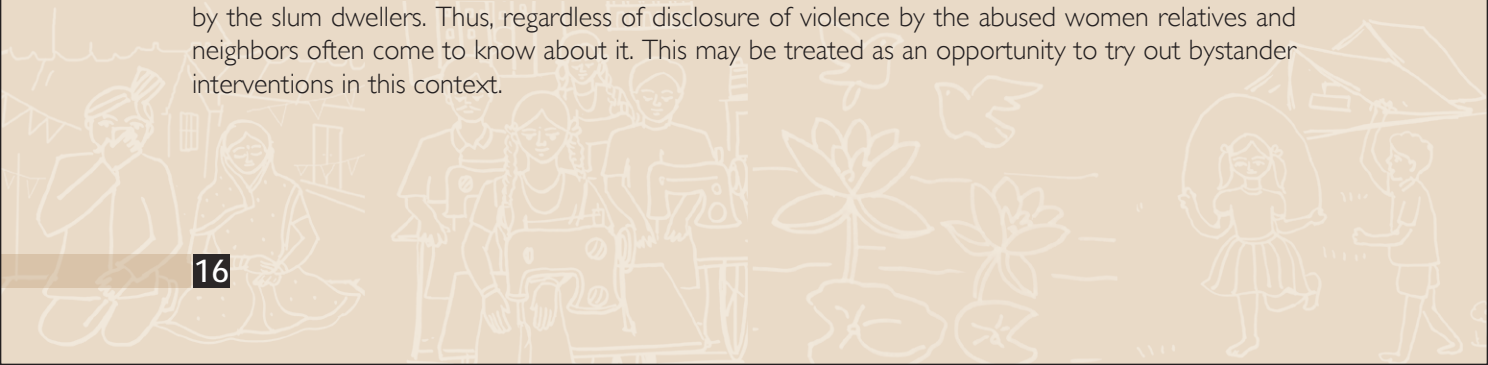 by the slum dwellers. Thus, regardless of disclosure of violence by the abused women relatives and
neighbors often come to know about it. This may be treated as an opportunity to try out bystander
interventions in this context.
16